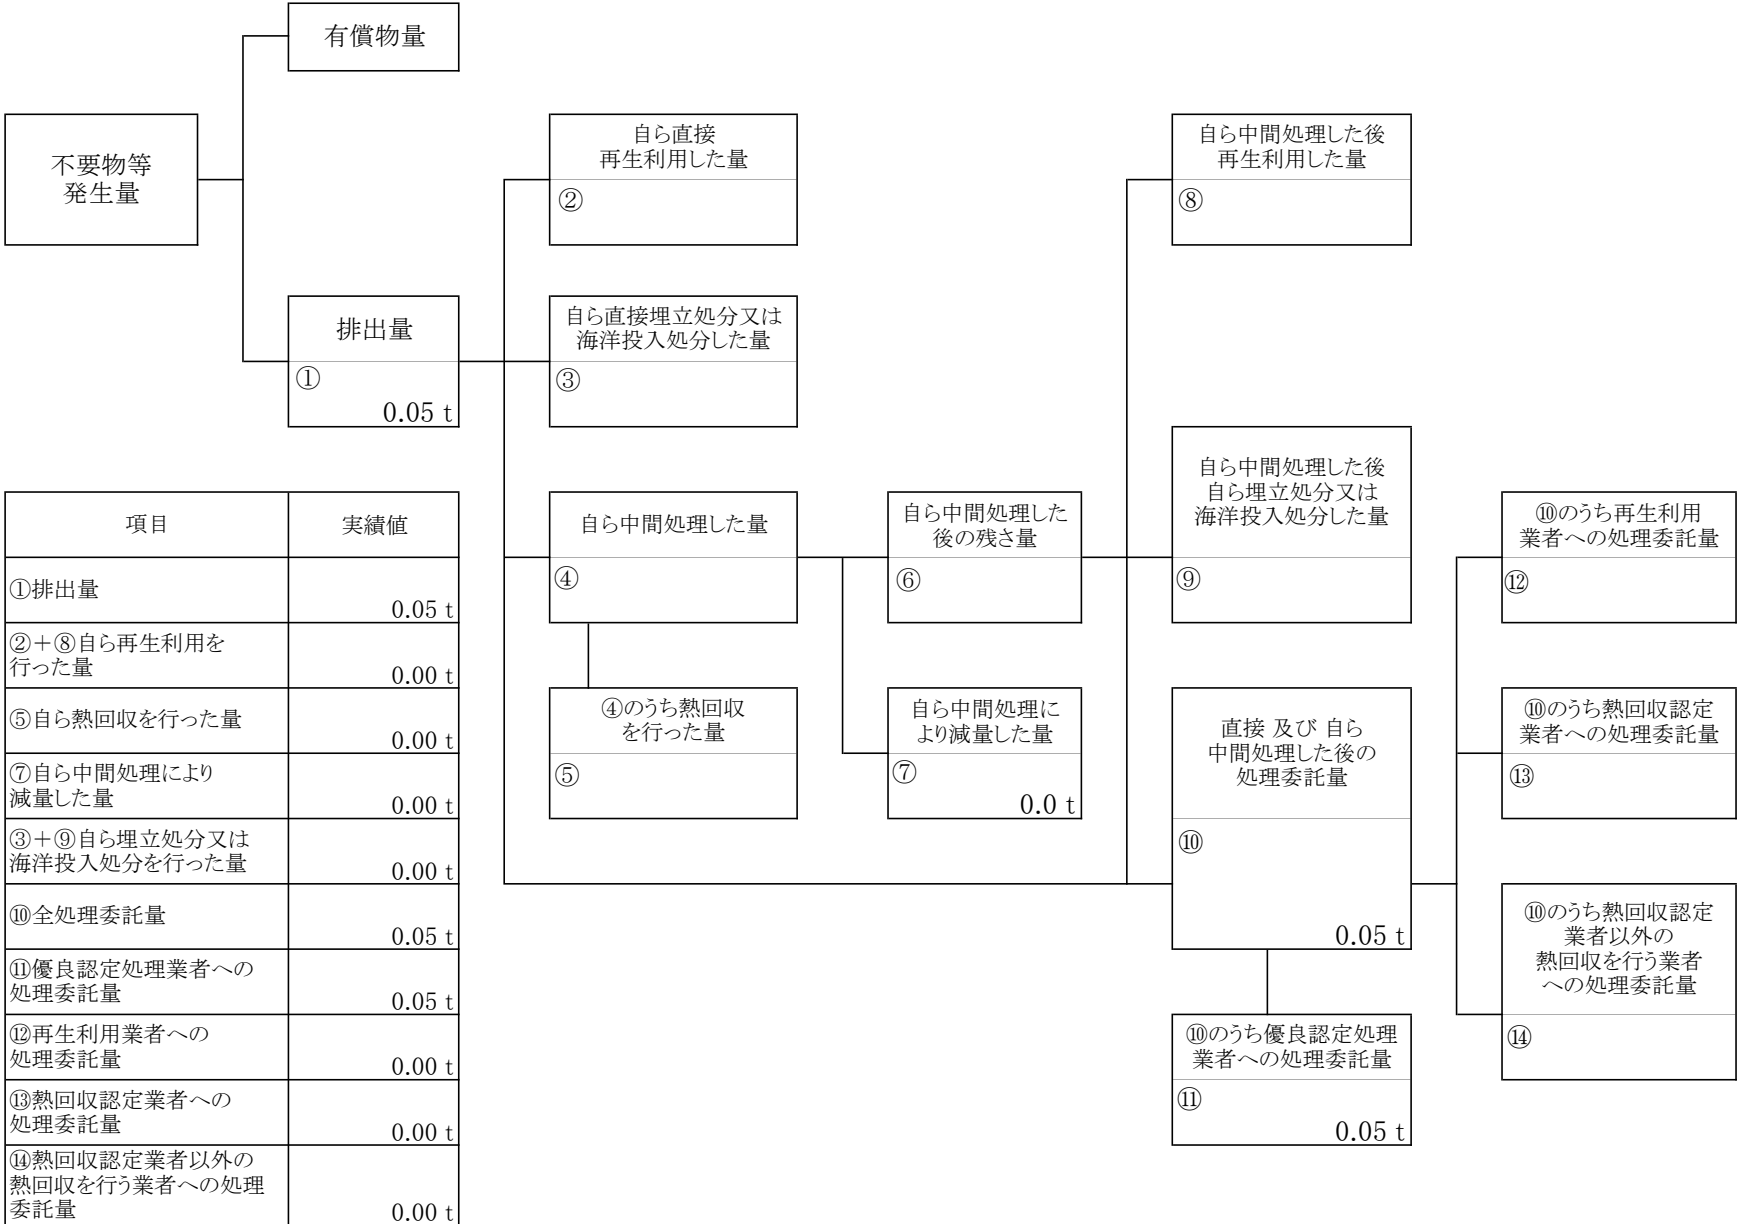 有償物量
不要物等
発生量
自ら直接
再生利用した量
②
自ら中間処理した後
再生利用した量
⑧
排出量
①
0.05 t
自ら直接埋立処分又は
海洋投入処分した量
③
自ら中間処理した量
④
自ら中間処理した
後の残さ量
⑥
自ら中間処理した後
自ら埋立処分又は
海洋投入処分した量
⑨
⑩のうち再生利用
業者への処理委託量
⑫
④のうち熱回収
を行った量
⑤
自ら中間処理に
より減量した量
⑦
0.0 t
直接 及び 自ら
中間処理した後の
処理委託量
⑩
0.05 t
⑩のうち熱回収認定
業者への処理委託量
⑬
⑩のうち熱回収認定
業者以外の
熱回収を行う業者
への処理委託量
⑭
⑩のうち優良認定処理
業者への処理委託量
⑪
0.05 t
項目
実績値
①排出量
0.05 t
②+⑧自ら再生利用を
行った量
0.00 t
⑤自ら熱回収を行った量
0.00 t
⑦自ら中間処理により
減量した量
0.00 t
③+⑨自ら埋立処分又は
海洋投入処分を行った量
0.00 t
⑩全処理委託量
0.05 t
⑪優良認定処理業者への
処理委託量
0.05 t
⑫再生利用業者への
処理委託量
0.00 t
⑬熱回収認定業者への
処理委託量
0.00 t
⑭熱回収認定業者以外の
熱回収を行う業者への処理
委託量
0.00 t